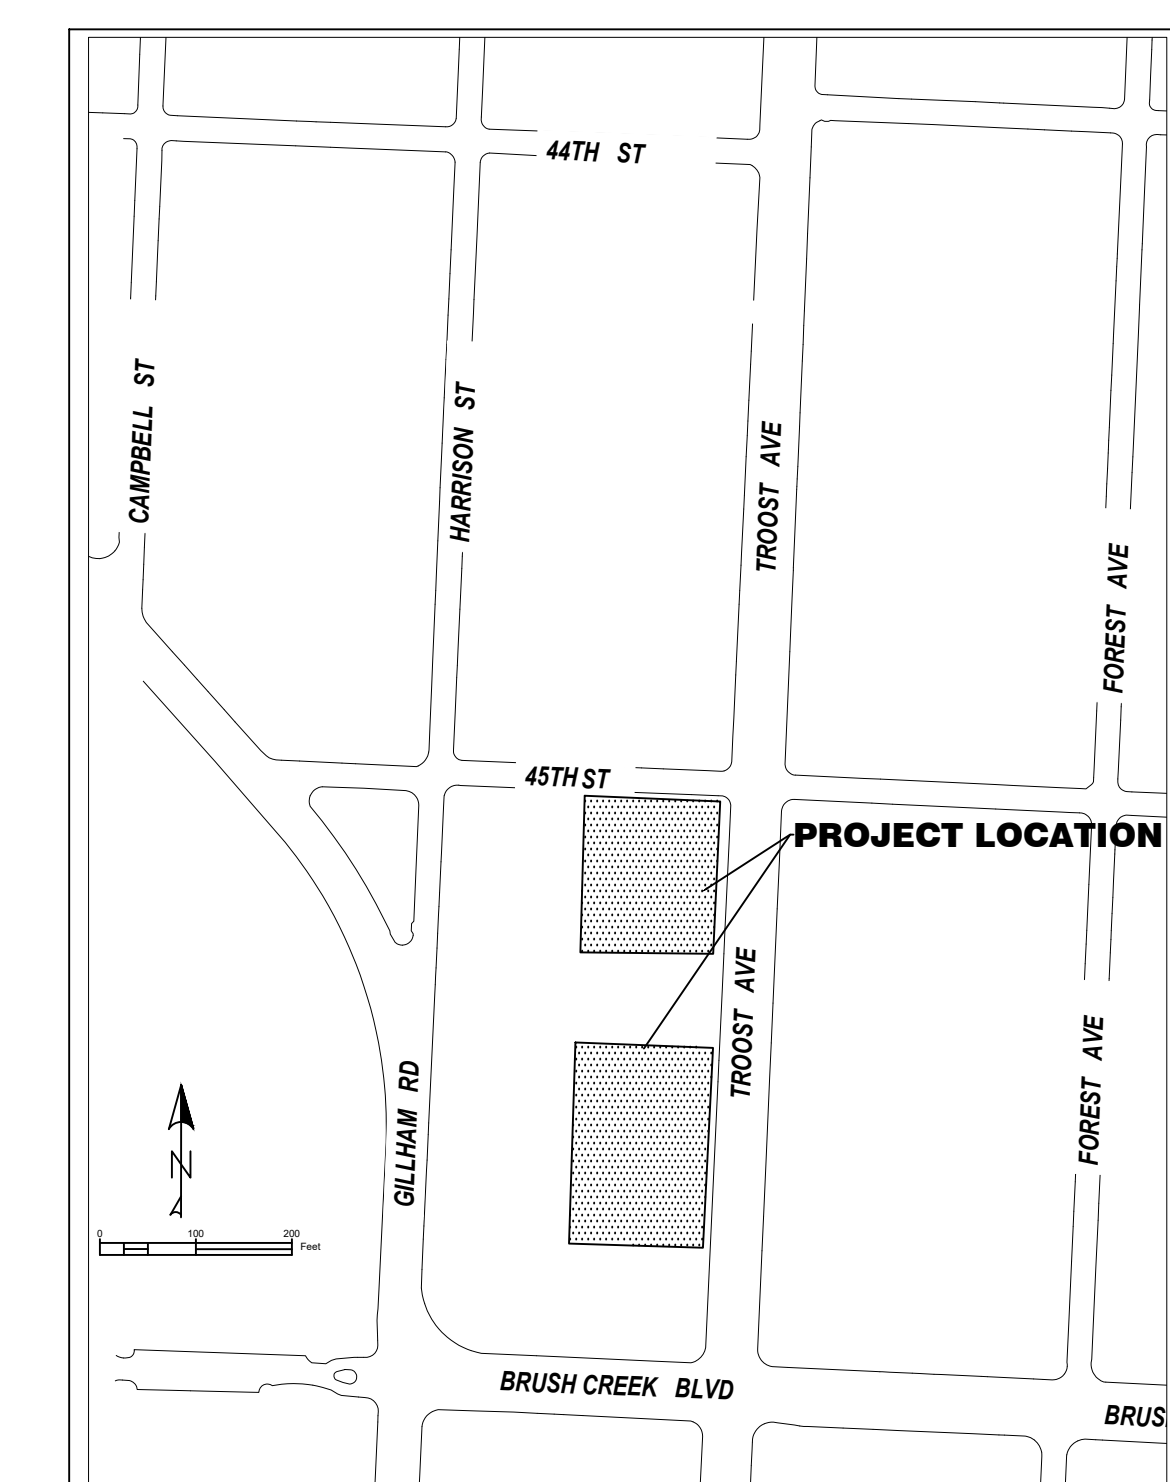 44TH ST
CAMPBELL ST
HARRISON ST
TROOST AVE
FOREST AVE
45TH ST
PROJECT LOCATION
TROOST AVE
FOREST AVE
GILLHAM RD
N
0 100 200
Feet
BRUSH CREEK BLVD
BRUS